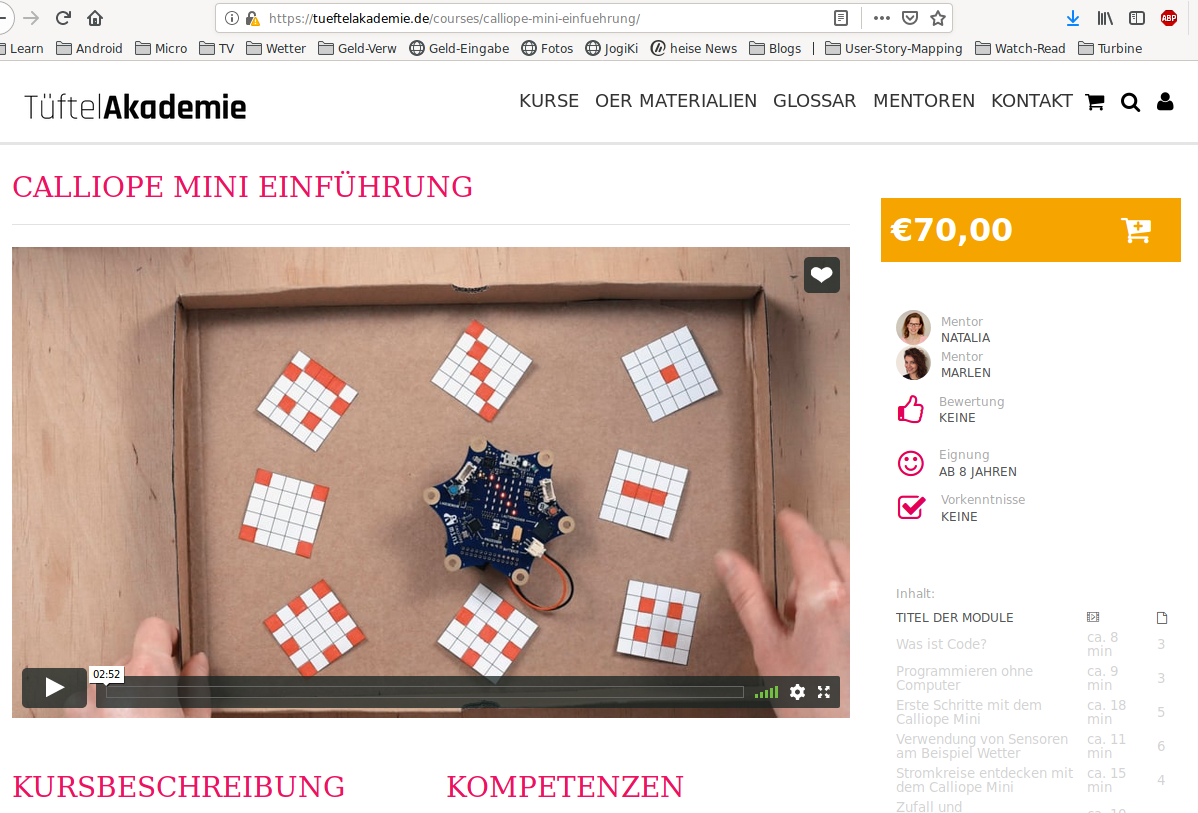 https://tueftelakademie.de/courses/calliope-mini-einfuehrung/
ABP
Learn Android Micro TV Wetter Geld-Verw Geld-Eingabe Fotos JogiKi heise News Blogs | User-Story-Mapping Watch-Read Turbine
TüftelAkademie
KURSE OER MATERIALIEN GLOSSAR MENTOREN KONTAKT
CALLIOPE MINI EINFÜHRUNG
02:52
KURSBESCHREIBUNG
KOMPETENZEN
€70,00
Mentor
NATALIA
Mentor
MARLEN
Bewertung
KEINE
Eignung
AB 8 JAHREN
Vorkenntnisse
KEINE
Inhalt:
TITEL DER MODULE
Was ist Code? ca. 8 min 3
Programmieren ohne Computer ca. 9 min 3
Erste Schritte mit dem Calliope Mini ca. 18 min 5
Verwendung von Sensoren am Beispiel Wetter ca. 11 min 6
Stromkreise entdecken mit dem Calliope Mini ca. 15 min 4
Zufall und